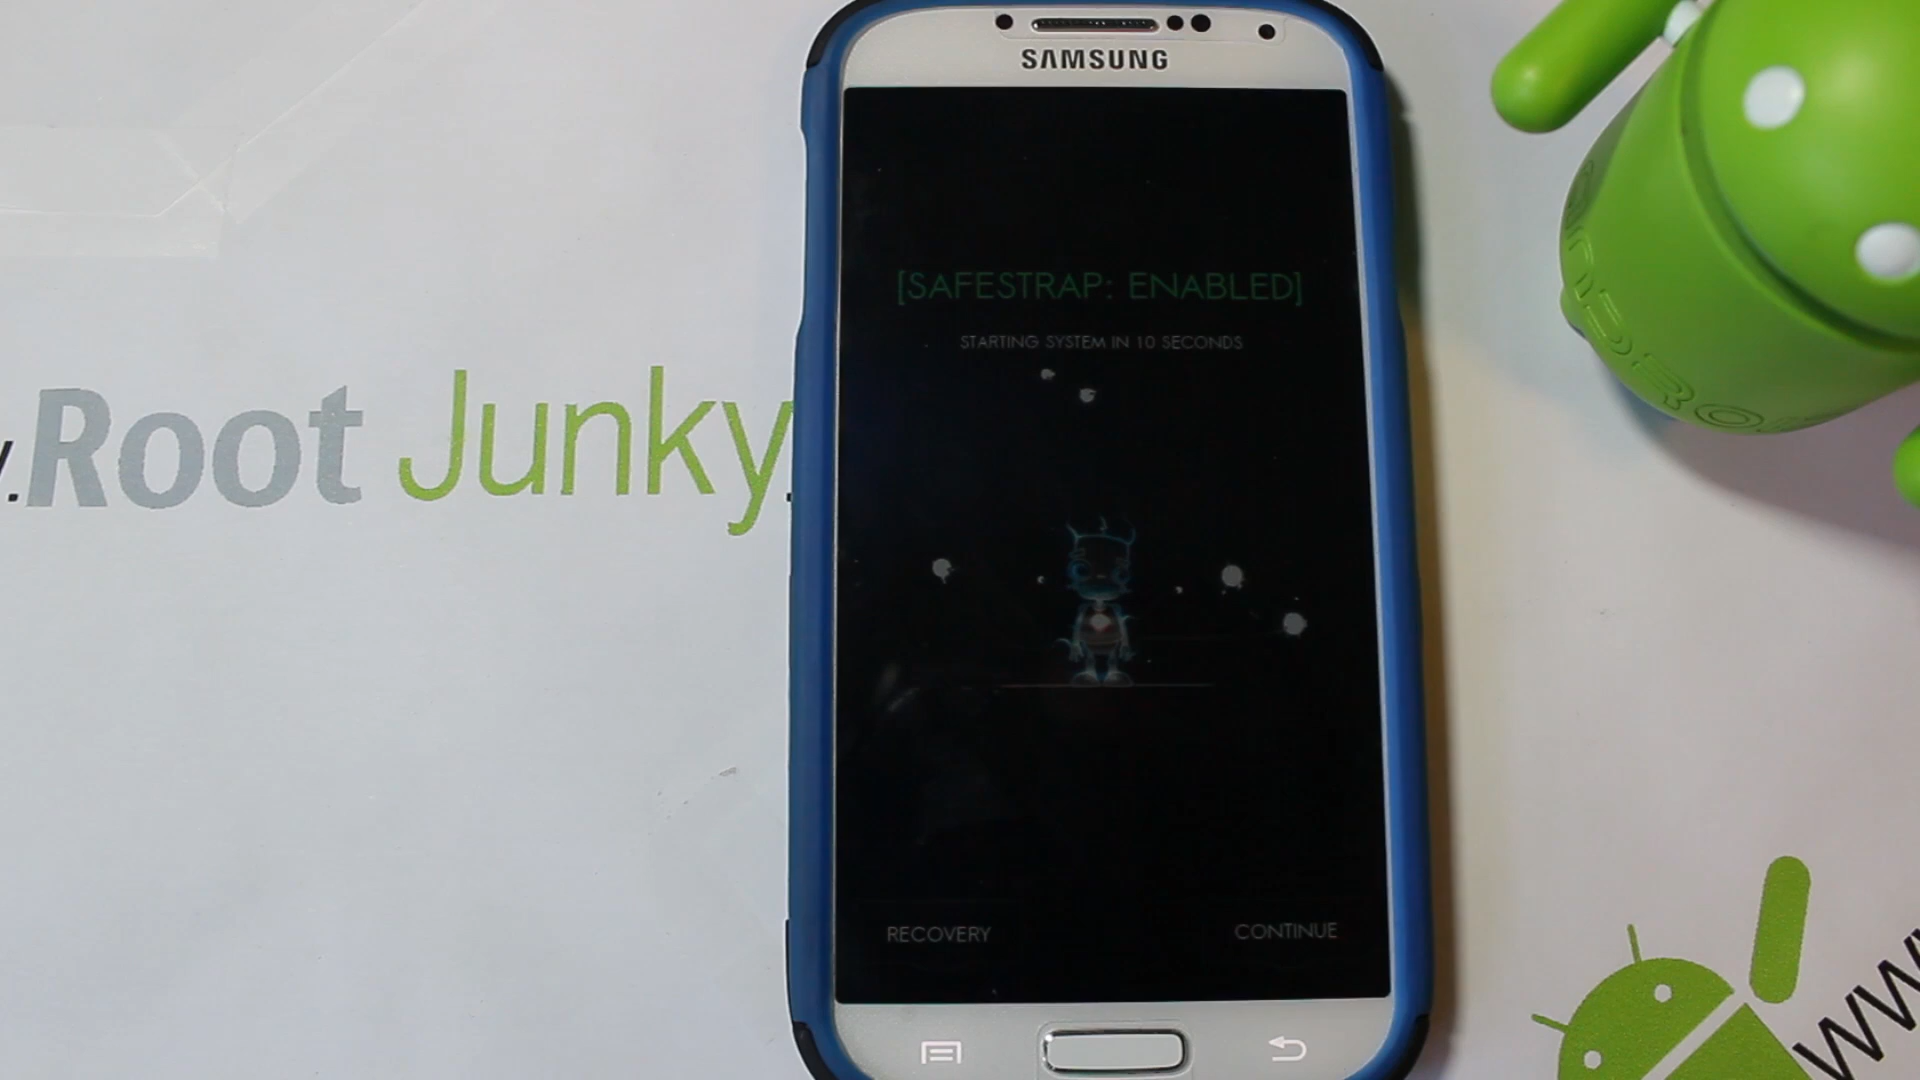 SAMSUNG
[SAFESTRAP: ENABLED]
STARTING SYSTEM IN 10 SECONDS
.Root Junky.
RECOVERY
CONTINUE